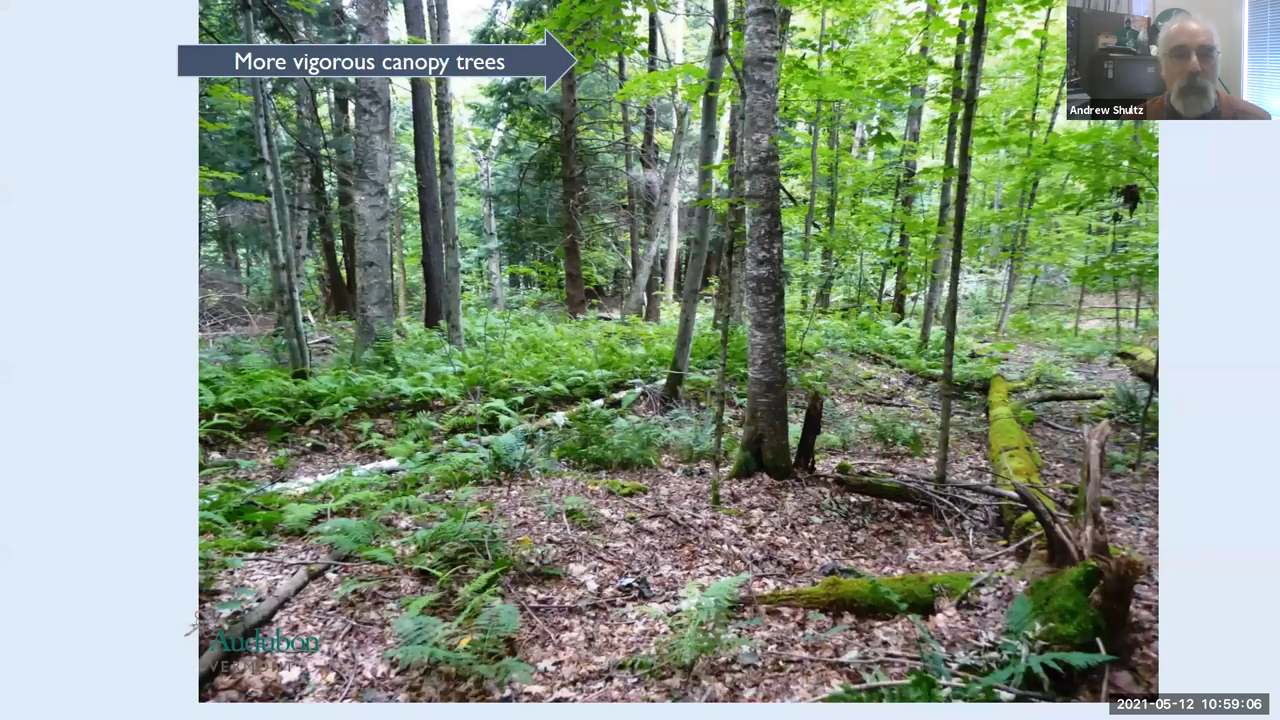 More vigorous canopy trees
Andrew Shultz
Audubon
VERMONT
2021-05-12 10:59:06